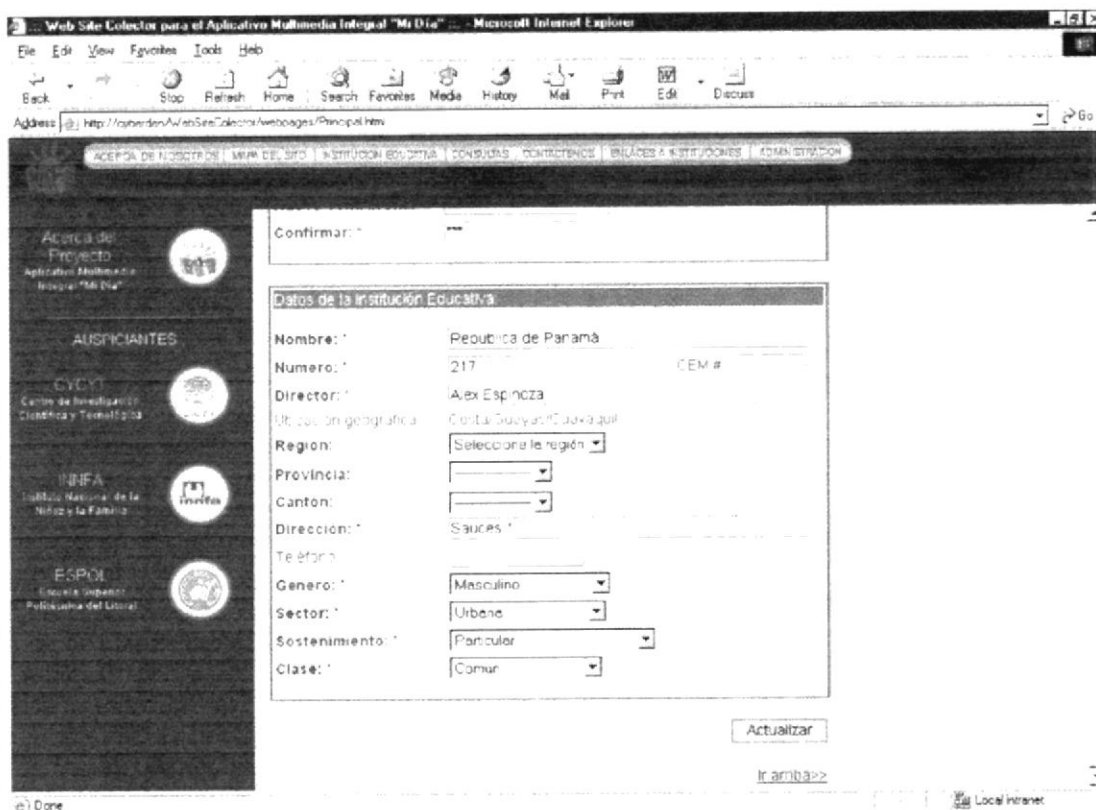 ... Web Site Colector para el Aplicativo Multimedia Integral "Mi Día" ::. - Microsoft Internet Explorer
File Edit View Favorites Tools Help
Back Stop Refresh Home Search Favorites Media History Mail Print Edit Discuss
Address http://cyberden/WebSiteColector/webpages/Principal.htm Go
ACERCA DE NOSOTROS | MAPA DEL SITIO | INSTITUCION EDUCATIVA | CONSULTAS | CONTACTENOS | ENLACES A INSTITUCIONES | ADMINISTRACION
Confirmar: * ***
Acerca del
Proyecto
Aplicativo Multimedia
Integral "Mi Día"
AUSPICIANTES
CYCYT
Centro de Investigación
Científica y Tecnológica
INNFA
Instituto Nacional de la
Niñez y la Familia
innfa
ESPOL
Escuela Superior
Politécnica del Litoral
Datos de la Institución Educativa
Nombre: * Republica de Panamá
Numero: * 217 CEM #
Director: * Alex Espinoza
Ubicación geográfica Costa/Guayas/Guayaquil
Region: Seleccione la región
Provincia: ----------
Canton: ----------
Direccion: * Sauces
Teléfono
Genero: * Masculino
Sector: * Urbano
Sostenimiento: * Particular
Clase: * Comun
Actualizar
Ir arriba>>
Done Local intranet